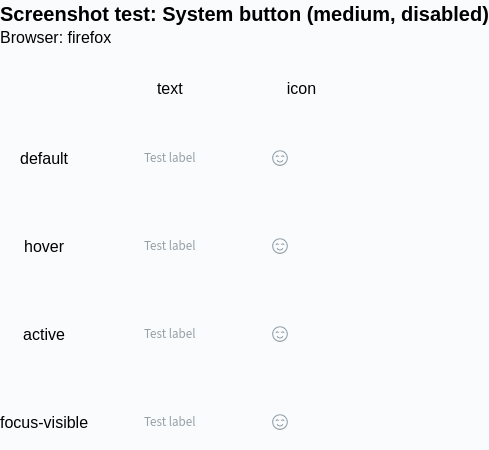 Screenshot test: System button (medium, disabled)
Browser: firefox
text icon
default Test label
hover Test label
active Test label
focus-visible Test label